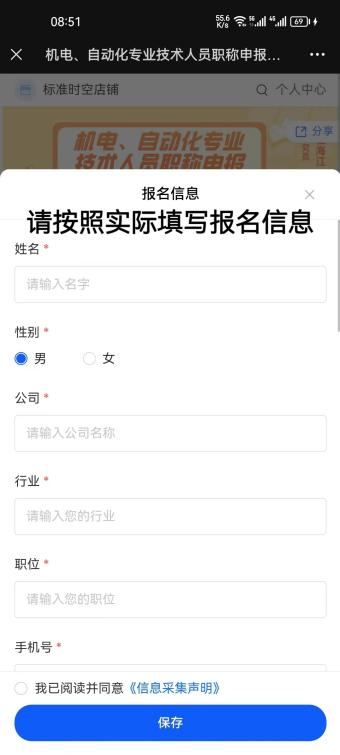 08:51
55.6 K/s 5G 4G 69
机电、自动化专业技术人员职称申报...
标准时空店铺
个人中心
机电、自动化专业
技术人员职称申报
分享
报名信息
请按照实际填写报名信息
姓名 *
请输入名字
性别 *
男
女
公司 *
请输入公司名称
行业 *
请输入您的行业
职位 *
请输入您的职位
手机号 *
我已阅读并同意《信息采集声明》
保存